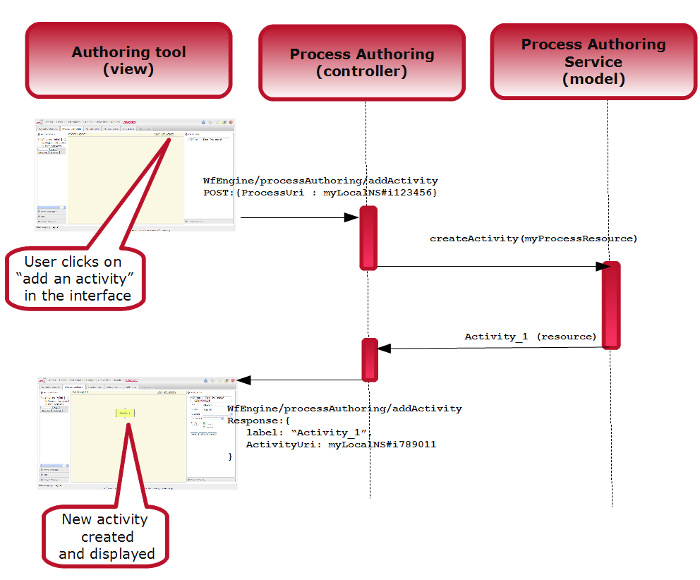 Authoring tool
(view)
Process Authoring
(controller)
Process Authoring
Service
(model)
WfEngine/processAuthoring/addActivity
POST:{ProcessUri : myLocalNS#i123456}
User clicks on
“add an activity”
in the interface
createActivity(myProcessResource)
Activity_1 (resource)
WfEngine/processAuthoring/addActivity
Response:{
label: “Activity_1”
ActivityUri: myLocalNS#i789011
}
New activity
created
and displayed